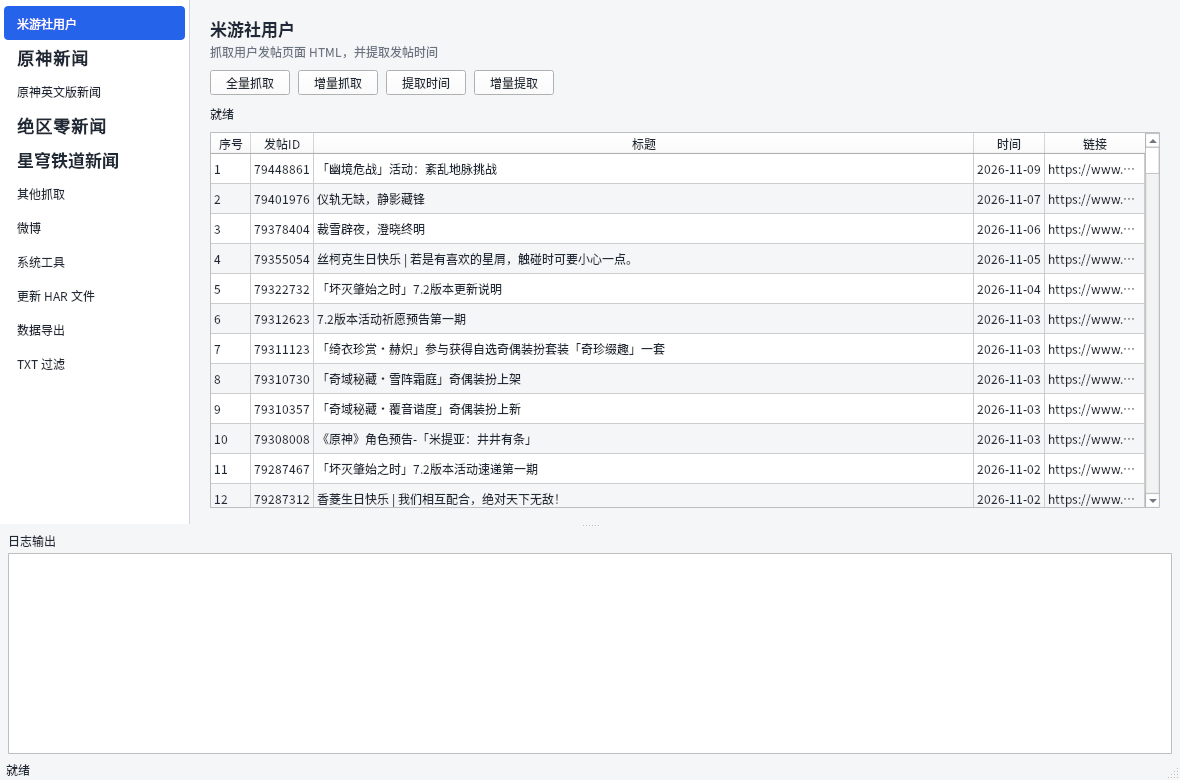 米游社用户
原神新闻
原神英文版新闻
绝区零新闻
星穹铁道新闻
其他抓取
微博
系统工具
更新 HAR 文件
数据导出
TXT 过滤
米游社用户
抓取用户发帖页面 HTML，并提取发帖时间
全量抓取 增量抓取 提取时间 增量提取
就绪
序号 发帖ID 标题 时间 链接
1 79448861 「幽境危战」活动：紊乱地脉挑战 2026-11-09 https://www.…
2 79401976 仪轨无缺，静影藏锋 2026-11-07 https://www.…
3 79378404 裁雪辟夜，澄晓终明 2026-11-06 https://www.…
4 79355054 丝柯克生日快乐 | 若是有喜欢的星屑，触碰时可要小心一点。 2026-11-05 https://www.…
5 79322732 「坏灭肇始之时」7.2版本更新说明 2026-11-04 https://www.…
6 79312623 7.2版本活动祈愿预告第一期 2026-11-03 https://www.…
7 79311123 「绮衣珍赏·赫炽」参与获得自选奇偶装扮套装「奇珍缀趣」一套 2026-11-03 https://www.…
8 79310730 「奇域秘藏·雪阵霜庭」奇偶装扮上架 2026-11-03 https://www.…
9 79310357 「奇域秘藏·覆音谐度」奇偶装扮上新 2026-11-03 https://www.…
10 79308008 《原神》角色预告-「米提亚：井井有条」 2026-11-03 https://www.…
11 79287467 「坏灭肇始之时」7.2版本活动速递第一期 2026-11-02 https://www.…
12 79287312 香菱生日快乐 | 我们相互配合，绝对天下无敌！ 2026-11-02 https://www.…
日志输出
就绪